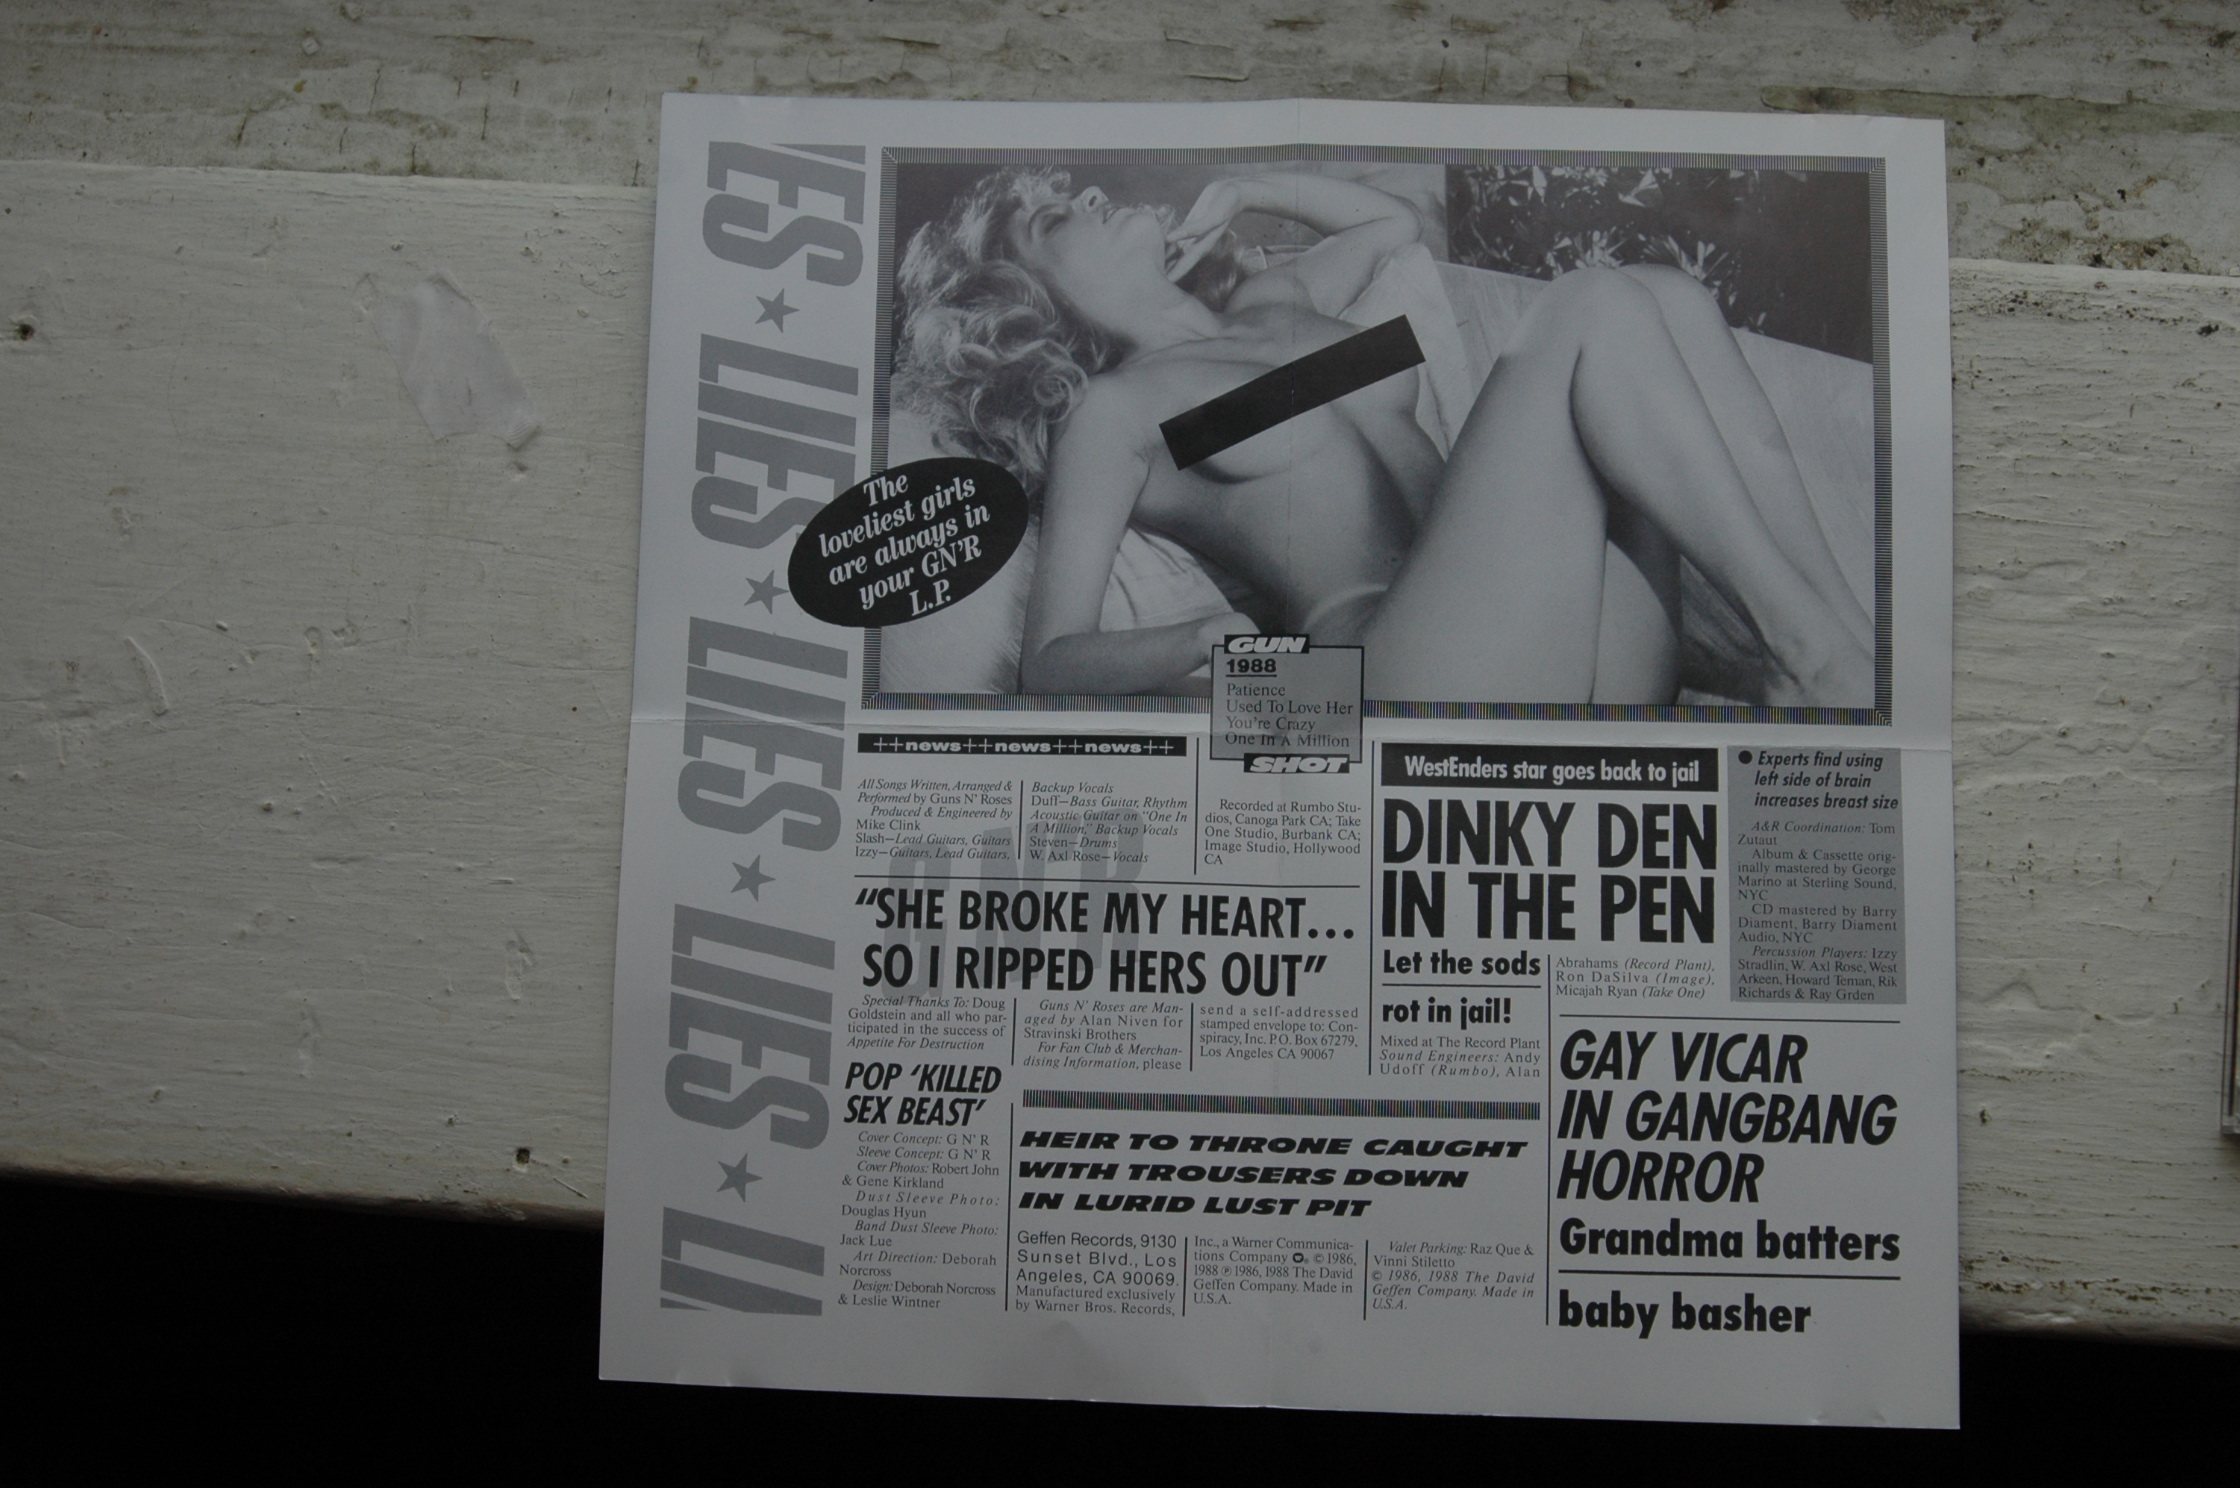 IES ★ LIES ★ LIES ★ LIES ★ LI
The
loveliest girls
are always in
your GN'R
L.P.
GUN
1988
Patience
Used To Love Her
You're Crazy
One In A Million
SHOT
++news++news++news++
All Songs Written, Arranged &
Performed by Guns N' Roses
Produced & Engineered by
Mike Clink
Slash—Lead Guitars, Guitars
Izzy—Guitars, Lead Guitars,
Backup Vocals
Duff—Bass Guitar, Rhythm
Acoustic Guitar on "One In
A Million," Backup Vocals
Steven—Drums
W. Axl Rose—Vocals
Recorded at Rumbo Stu-
dios, Canoga Park CA; Take
One Studio, Burbank CA;
Image Studio, Hollywood
CA
GNR
"SHE BROKE MY HEART...
SO I RIPPED HERS OUT"
Special Thanks To: Doug
Goldstein and all who par-
ticipated in the success of
Appetite For Destruction
Guns N' Roses are Man-
aged by Alan Niven for
Stravinski Brothers
For Fan Club & Merchan-
dising Information, please
send a self-addressed
stamped envelope to: Con-
spiracy, Inc. P.O. Box 67279,
Los Angeles CA 90067
WestEnders star goes back to jail
DINKY DEN
IN THE PEN
Let the sods
rot in jail!
Mixed at The Record Plant
Sound Engineers: Andy
Udoff (Rumbo), Alan
Abrahams (Record Plant),
Ron DaSilva (Image),
Micajah Ryan (Take One)
● Experts find using
left side of brain
increases breast size
A&R Coordination: Tom
Zutaut
Album & Cassette orig-
inally mastered by George
Marino at Sterling Sound,
NYC
CD mastered by Barry
Diament, Barry Diament
Audio, NYC
Percussion Players: Izzy
Stradlin, W. Axl Rose, West
Arkeen, Howard Teman, Rik
Richards & Ray Grden
POP 'KILLED
SEX BEAST'
Cover Concept: G N' R
Sleeve Concept: G N' R
Cover Photos: Robert John
& Gene Kirkland
Dust Sleeve Photo:
Douglas Hyun
Band Dust Sleeve Photo:
Jack Lue
Art Direction: Deborah
Norcross
Design: Deborah Norcross
& Leslie Wintner
HEIR TO THRONE CAUGHT
WITH TROUSERS DOWN
IN LURID LUST PIT
Geffen Records, 9130
Sunset Blvd., Los
Angeles, CA 90069.
Manufactured exclusively
by Warner Bros. Records,
Inc., a Warner Communica-
tions Company. © 1986,
1988 ℗ 1986, 1988 The David
Geffen Company. Made in
U.S.A.
Valet Parking: Raz Que &
Vinni Stiletto
© 1986, 1988 The David
Geffen Company. Made in
U.S.A.
GAY VICAR
IN GANGBANG
HORROR
Grandma batters
baby basher